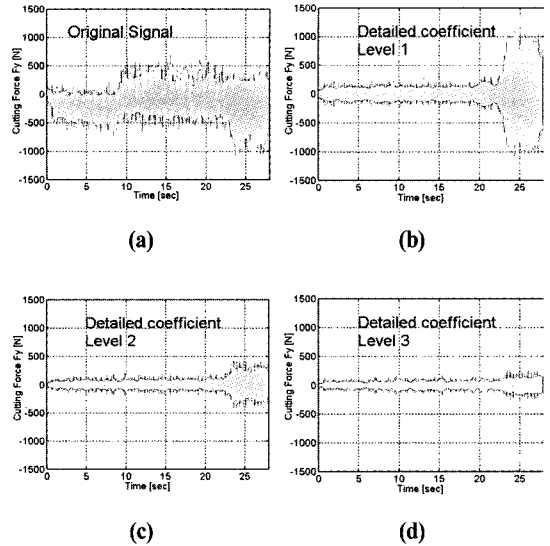 Original Signal
Cutting Force Fy [N]
1500
1000
500
0
-500
-1000
-1500
0 5 10 15 20 25
Time [sec]
(a)
Detailed coefficient
Level 1
Cutting Force Fy [N]
1500
1000
500
0
-500
-1000
-1500
0 5 10 15 20 25
Time [sec]
(b)
Detailed coefficient
Level 2
Cutting Force Fy [N]
1500
1000
500
0
-500
-1000
-1500
0 5 10 15 20 25
Time [sec]
(c)
Detailed coefficient
Level 3
Cutting Force Fy [N]
1500
1000
500
0
-500
-1000
-1500
0 5 10 15 20 25
Time [sec]
(d)